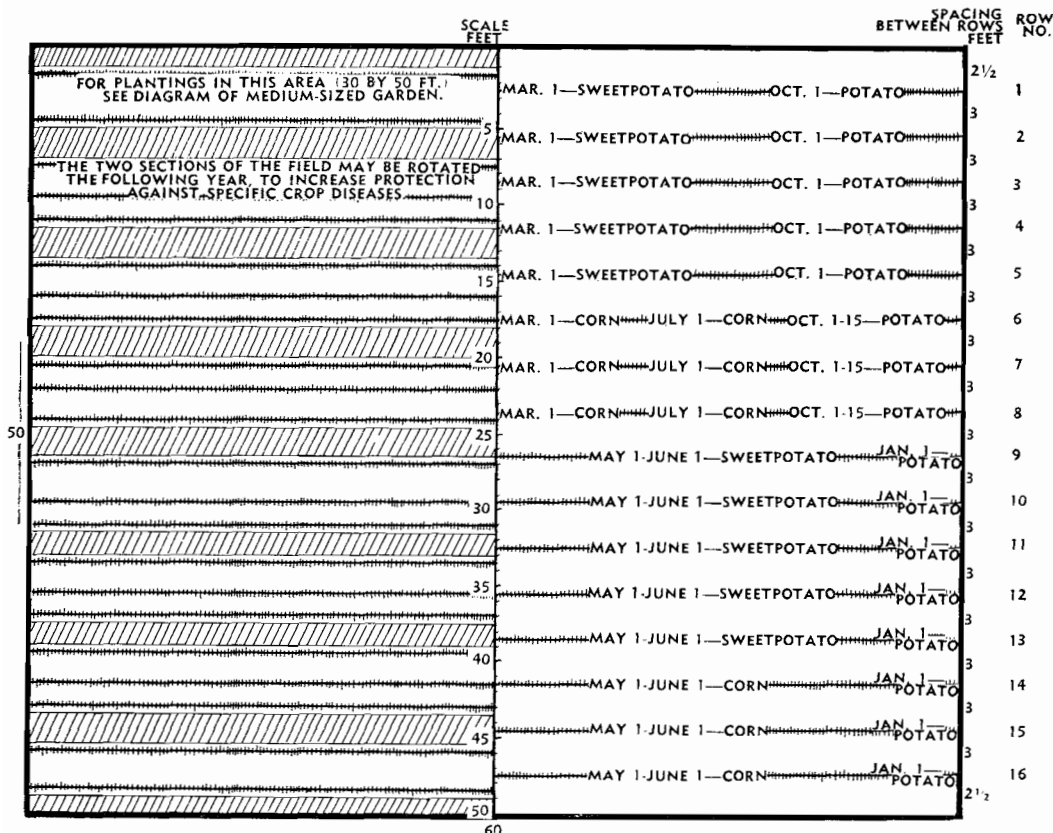 SCALE
FEET
SPACING
BETWEEN ROWS
FEET
ROW
NO.
FOR PLANTINGS IN THIS AREA (30 BY 50 FT.)
SEE DIAGRAM OF MEDIUM-SIZED GARDEN.
THE TWO SECTIONS OF THE FIELD MAY BE ROTATED
THE FOLLOWING YEAR, TO INCREASE PROTECTION
AGAINST SPECIFIC CROP DISEASES
5
10
15
20
25
30
35
40
45
50
50
60
2½
MAR. 1—SWEETPOTATO OCT. 1—POTATO 1
3
MAR. 1—SWEETPOTATO OCT. 1—POTATO 2
3
MAR. 1—SWEETPOTATO OCT. 1—POTATO 3
3
MAR. 1—SWEETPOTATO OCT. 1—POTATO 4
3
MAR. 1—SWEETPOTATO OCT. 1—POTATO 5
3
MAR. 1—CORN JULY 1—CORN OCT. 1-15—POTATO 6
3
MAR. 1—CORN JULY 1—CORN OCT. 1-15—POTATO 7
3
MAR. 1—CORN JULY 1—CORN OCT. 1-15—POTATO 8
3
MAY 1-JUNE 1—SWEETPOTATO JAN. 1—POTATO 9
3
MAY 1-JUNE 1—SWEETPOTATO JAN. 1—POTATO 10
3
MAY 1-JUNE 1—SWEETPOTATO JAN. 1—POTATO 11
3
MAY 1-JUNE 1—SWEETPOTATO JAN. 1—POTATO 12
3
MAY 1-JUNE 1—SWEETPOTATO JAN. 1—POTATO 13
3
MAY 1-JUNE 1—CORN JAN. 1—POTATO 14
3
MAY 1-JUNE 1—CORN JAN. 1—POTATO 15
3
MAY 1-JUNE 1—CORN JAN. 1—POTATO 16
2½